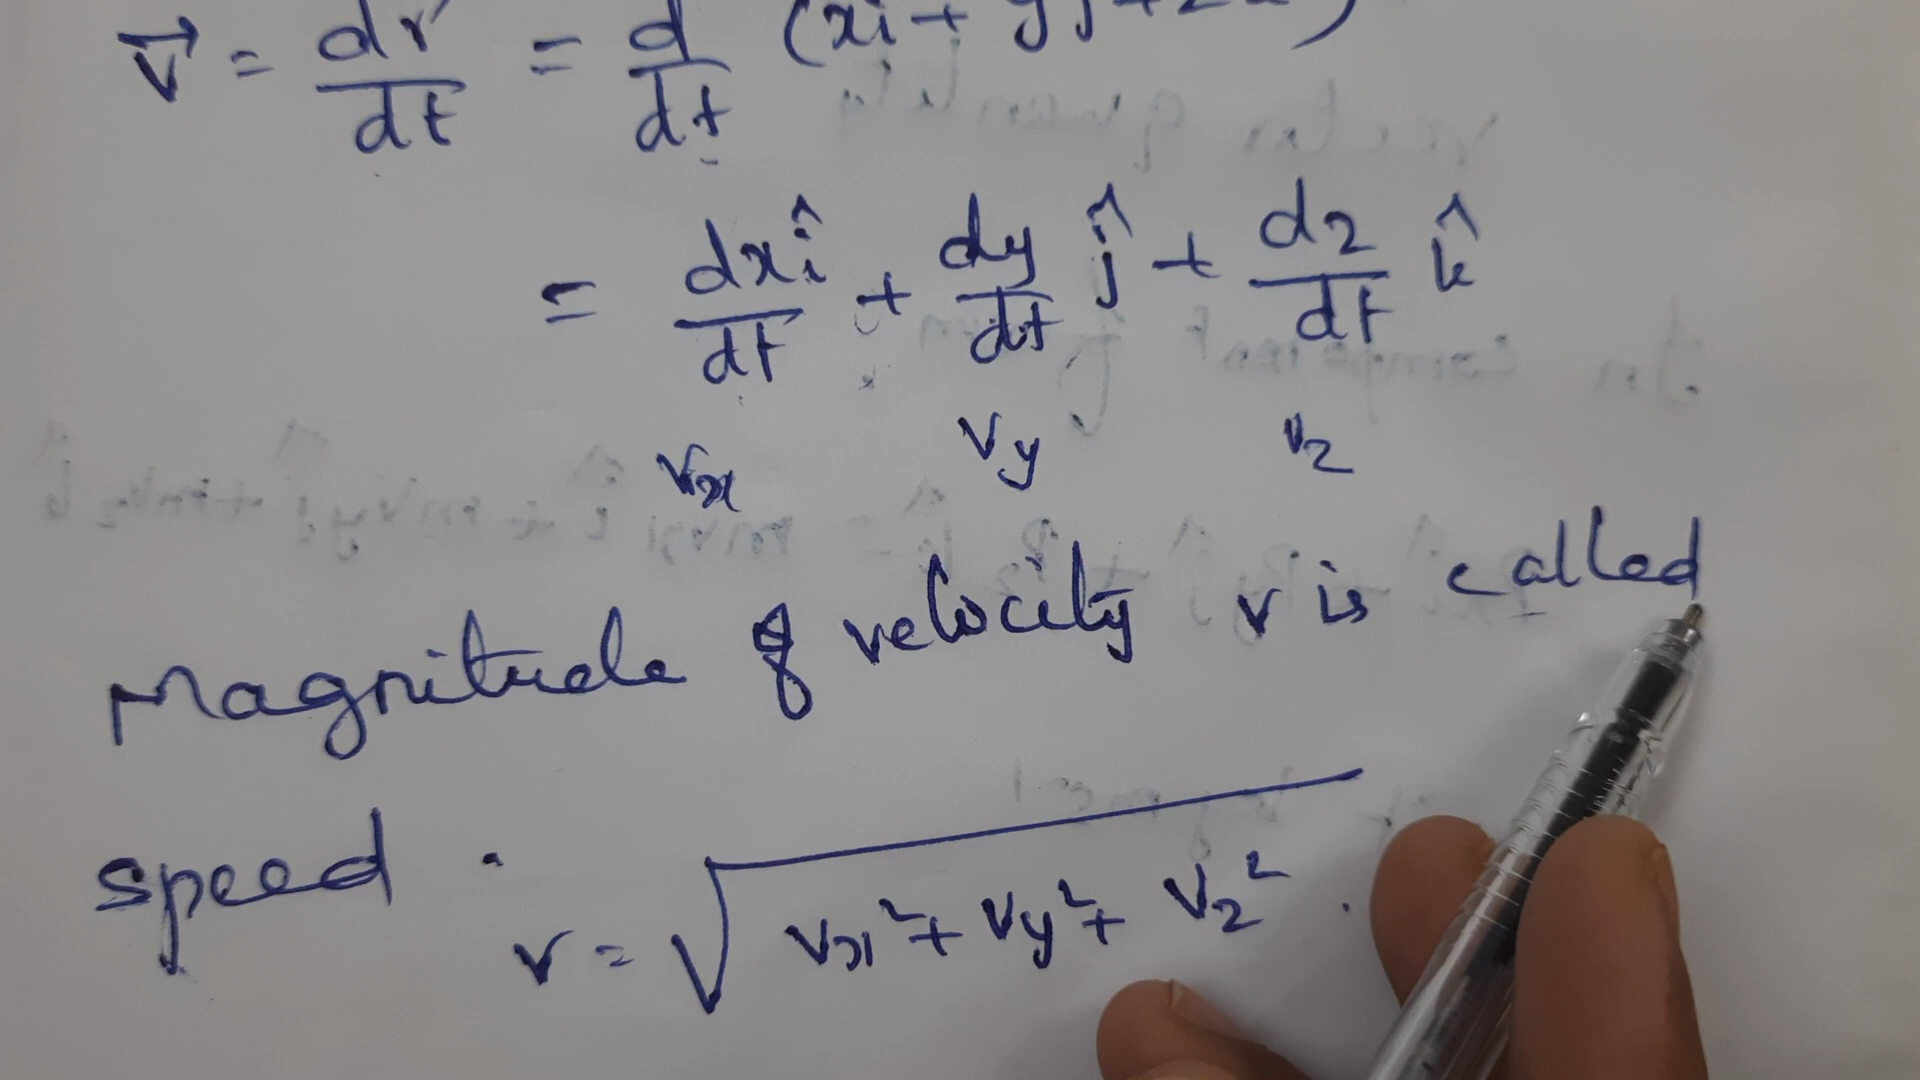 v⃗ = dr/dt = d/dt (xi + yj + zk)
= dx î/dt + dy/dt ĵ + dz/dt k̂
vx vy vz
Magnitude of velocity v is called
speed .
v = √(vx² + vy² + vz²) .